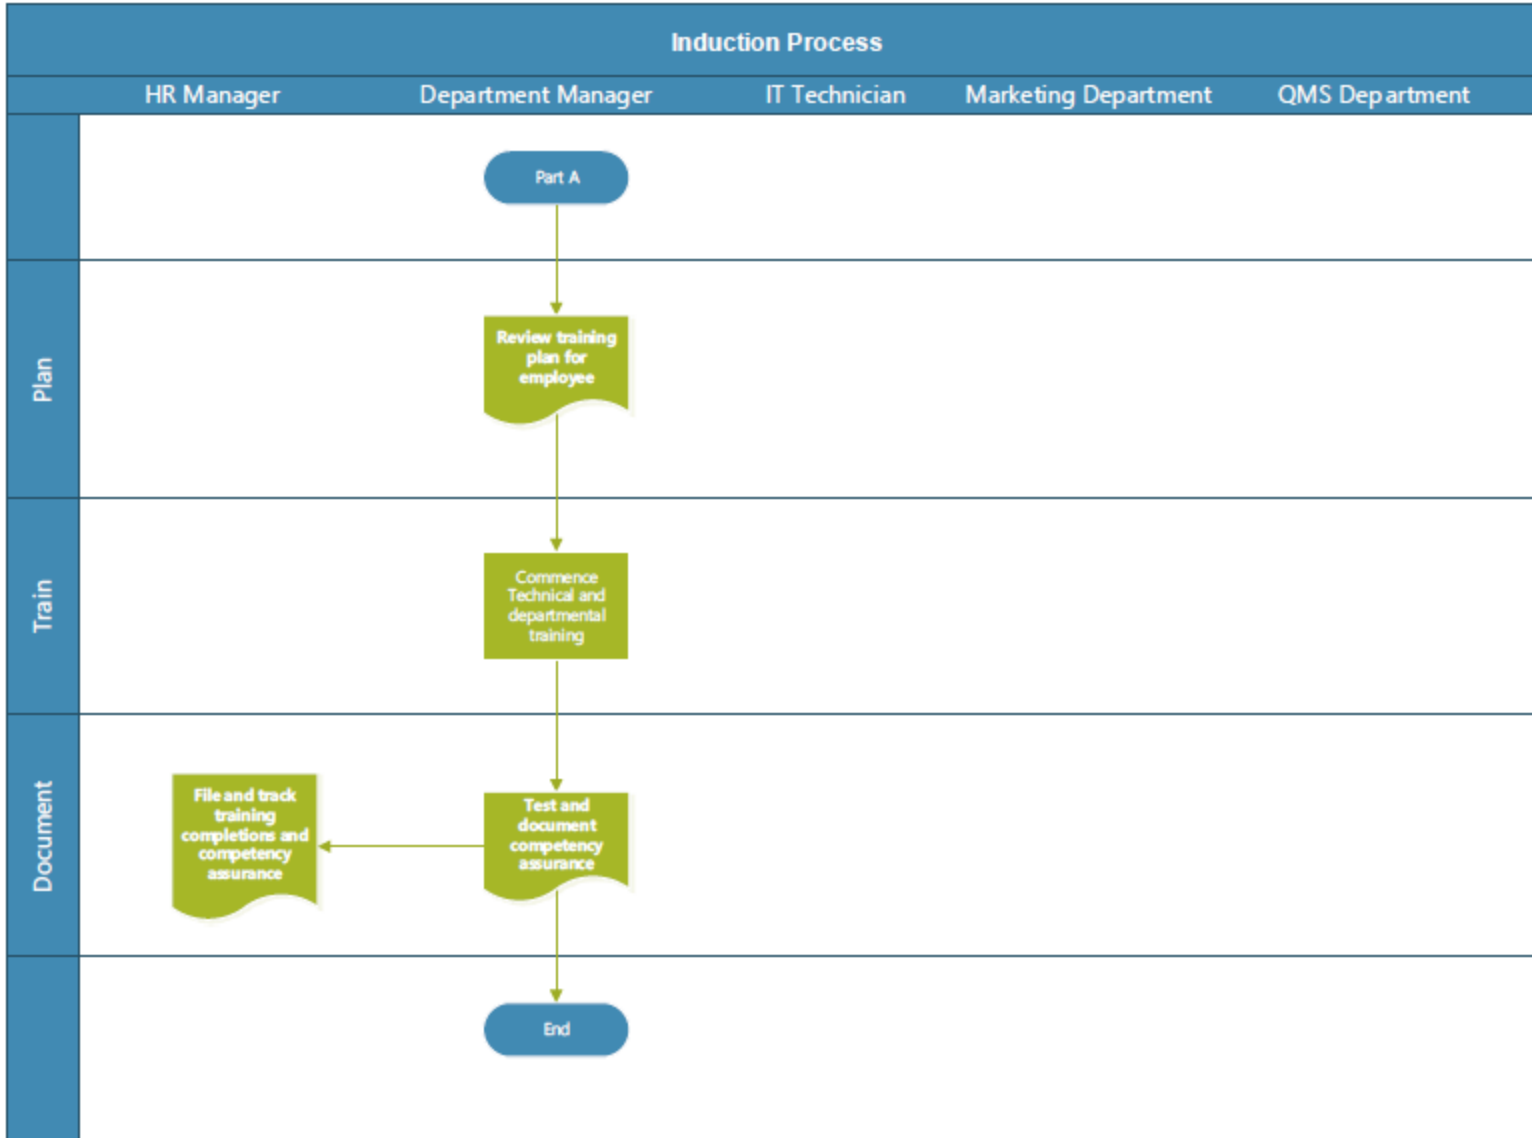 Induction Process
HR Manager
Department Manager
IT Technician
Marketing Department
QMS Department
Part A
Plan
Review training
plan for
employee
Train
Commence
Technical and
departmental
training
Document
File and track
training
completions and
competency
assurance
Test and
document
competency
assurance
End